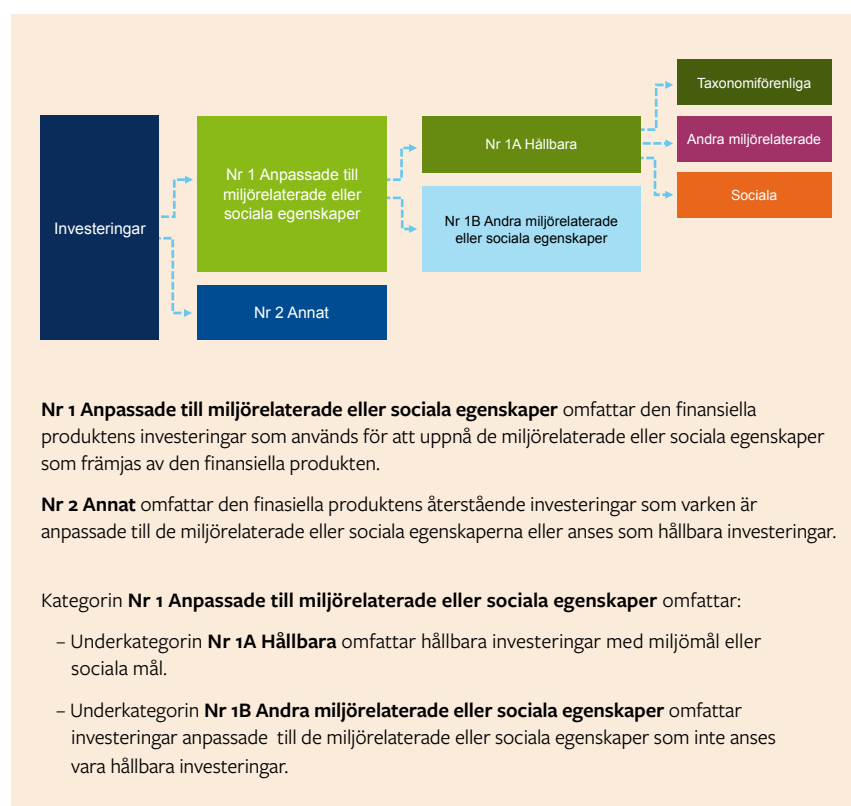 Investeringar
Nr 1 Anpassade till
miljörelaterade eller
sociala egenskaper
Nr 2 Annat
Nr 1A Hållbara
Nr 1B Andra miljörelaterade
eller sociala egenskaper
Taxonomiförenliga
Andra miljörelaterade
Sociala
Nr 1 Anpassade till miljörelaterade eller sociala egenskaper omfattar den finansiella
produktens investeringar som används för att uppnå de miljörelaterade eller sociala egenskaper
som främjas av den finansiella produkten.
Nr 2 Annat omfattar den finasiella produktens återstående investeringar som varken är
anpassade till de miljörelaterade eller sociala egenskaperna eller anses som hållbara investeringar.
Kategorin Nr 1 Anpassade till miljörelaterade eller sociala egenskaper omfattar:
– Underkategorin Nr 1A Hållbara omfattar hållbara investeringar med miljömål eller
sociala mål.
– Underkategorin Nr 1B Andra miljörelaterade eller sociala egenskaper omfattar
investeringar anpassade till de miljörelaterade eller sociala egenskaper som inte anses
vara hållbara investeringar.